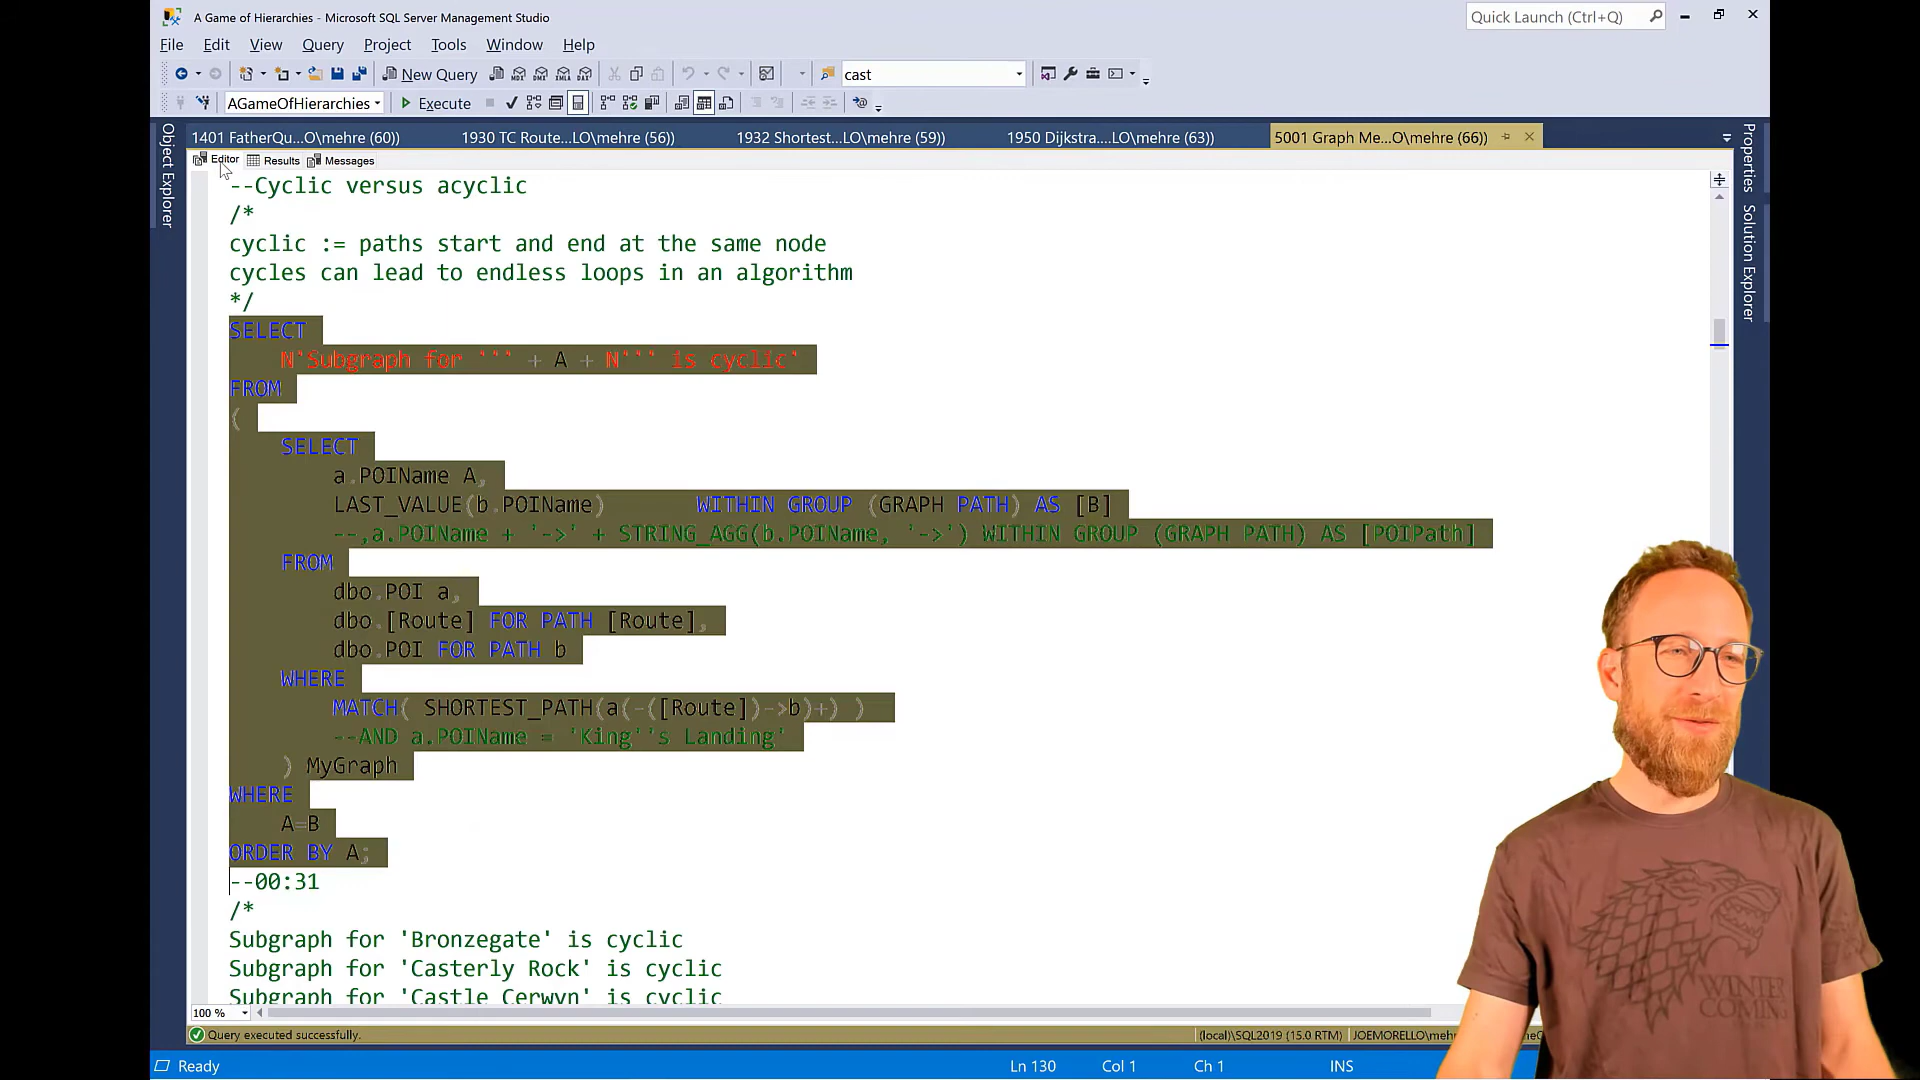 A Game of Hierarchies - Microsoft SQL Server Management Studio
Quick Launch (Ctrl+Q)
File Edit View Query Project Tools Window Help
New Query
cast
AGameOfHierarchies
Execute
1401 FatherQu...O\mehre (60))
1930 TC Route...LO\mehre (56))
1932 Shortest...LO\mehre (59))
1950 Dijkstra....LO\mehre (63))
5001 Graph Me...O\mehre (66))
Object Explorer
Properties
Solution Explorer
Editor Results Messages
--Cyclic versus acyclic
/*
cyclic := paths start and end at the same node
cycles can lead to endless loops in an algorithm
*/
SELECT
N'Subgraph for ''' + A + N''' is cyclic'
FROM
(
SELECT
a.POIName A,
LAST_VALUE(b.POIName) WITHIN GROUP (GRAPH PATH) AS [B]
--,a.POIName + '->' + STRING_AGG(b.POIName, '->') WITHIN GROUP (GRAPH PATH) AS [POIPath]
FROM
dbo.POI a,
dbo.[Route] FOR PATH [Route],
dbo.POI FOR PATH b
WHERE
MATCH( SHORTEST_PATH(a(-([Route])->b)+) )
--AND a.POIName = 'King''s Landing'
) MyGraph
WHERE
A=B
ORDER BY A;
--00:31
/*
Subgraph for 'Bronzegate' is cyclic
Subgraph for 'Casterly Rock' is cyclic
Subgraph for 'Castle Cerwyn' is cyclic
100 %
Query executed successfully.
(local)\SQL2019 (15.0 RTM)
JOEMORELLO\mehr
Ready
Ln 130
Col 1
Ch 1
INS
WINTER
COMING